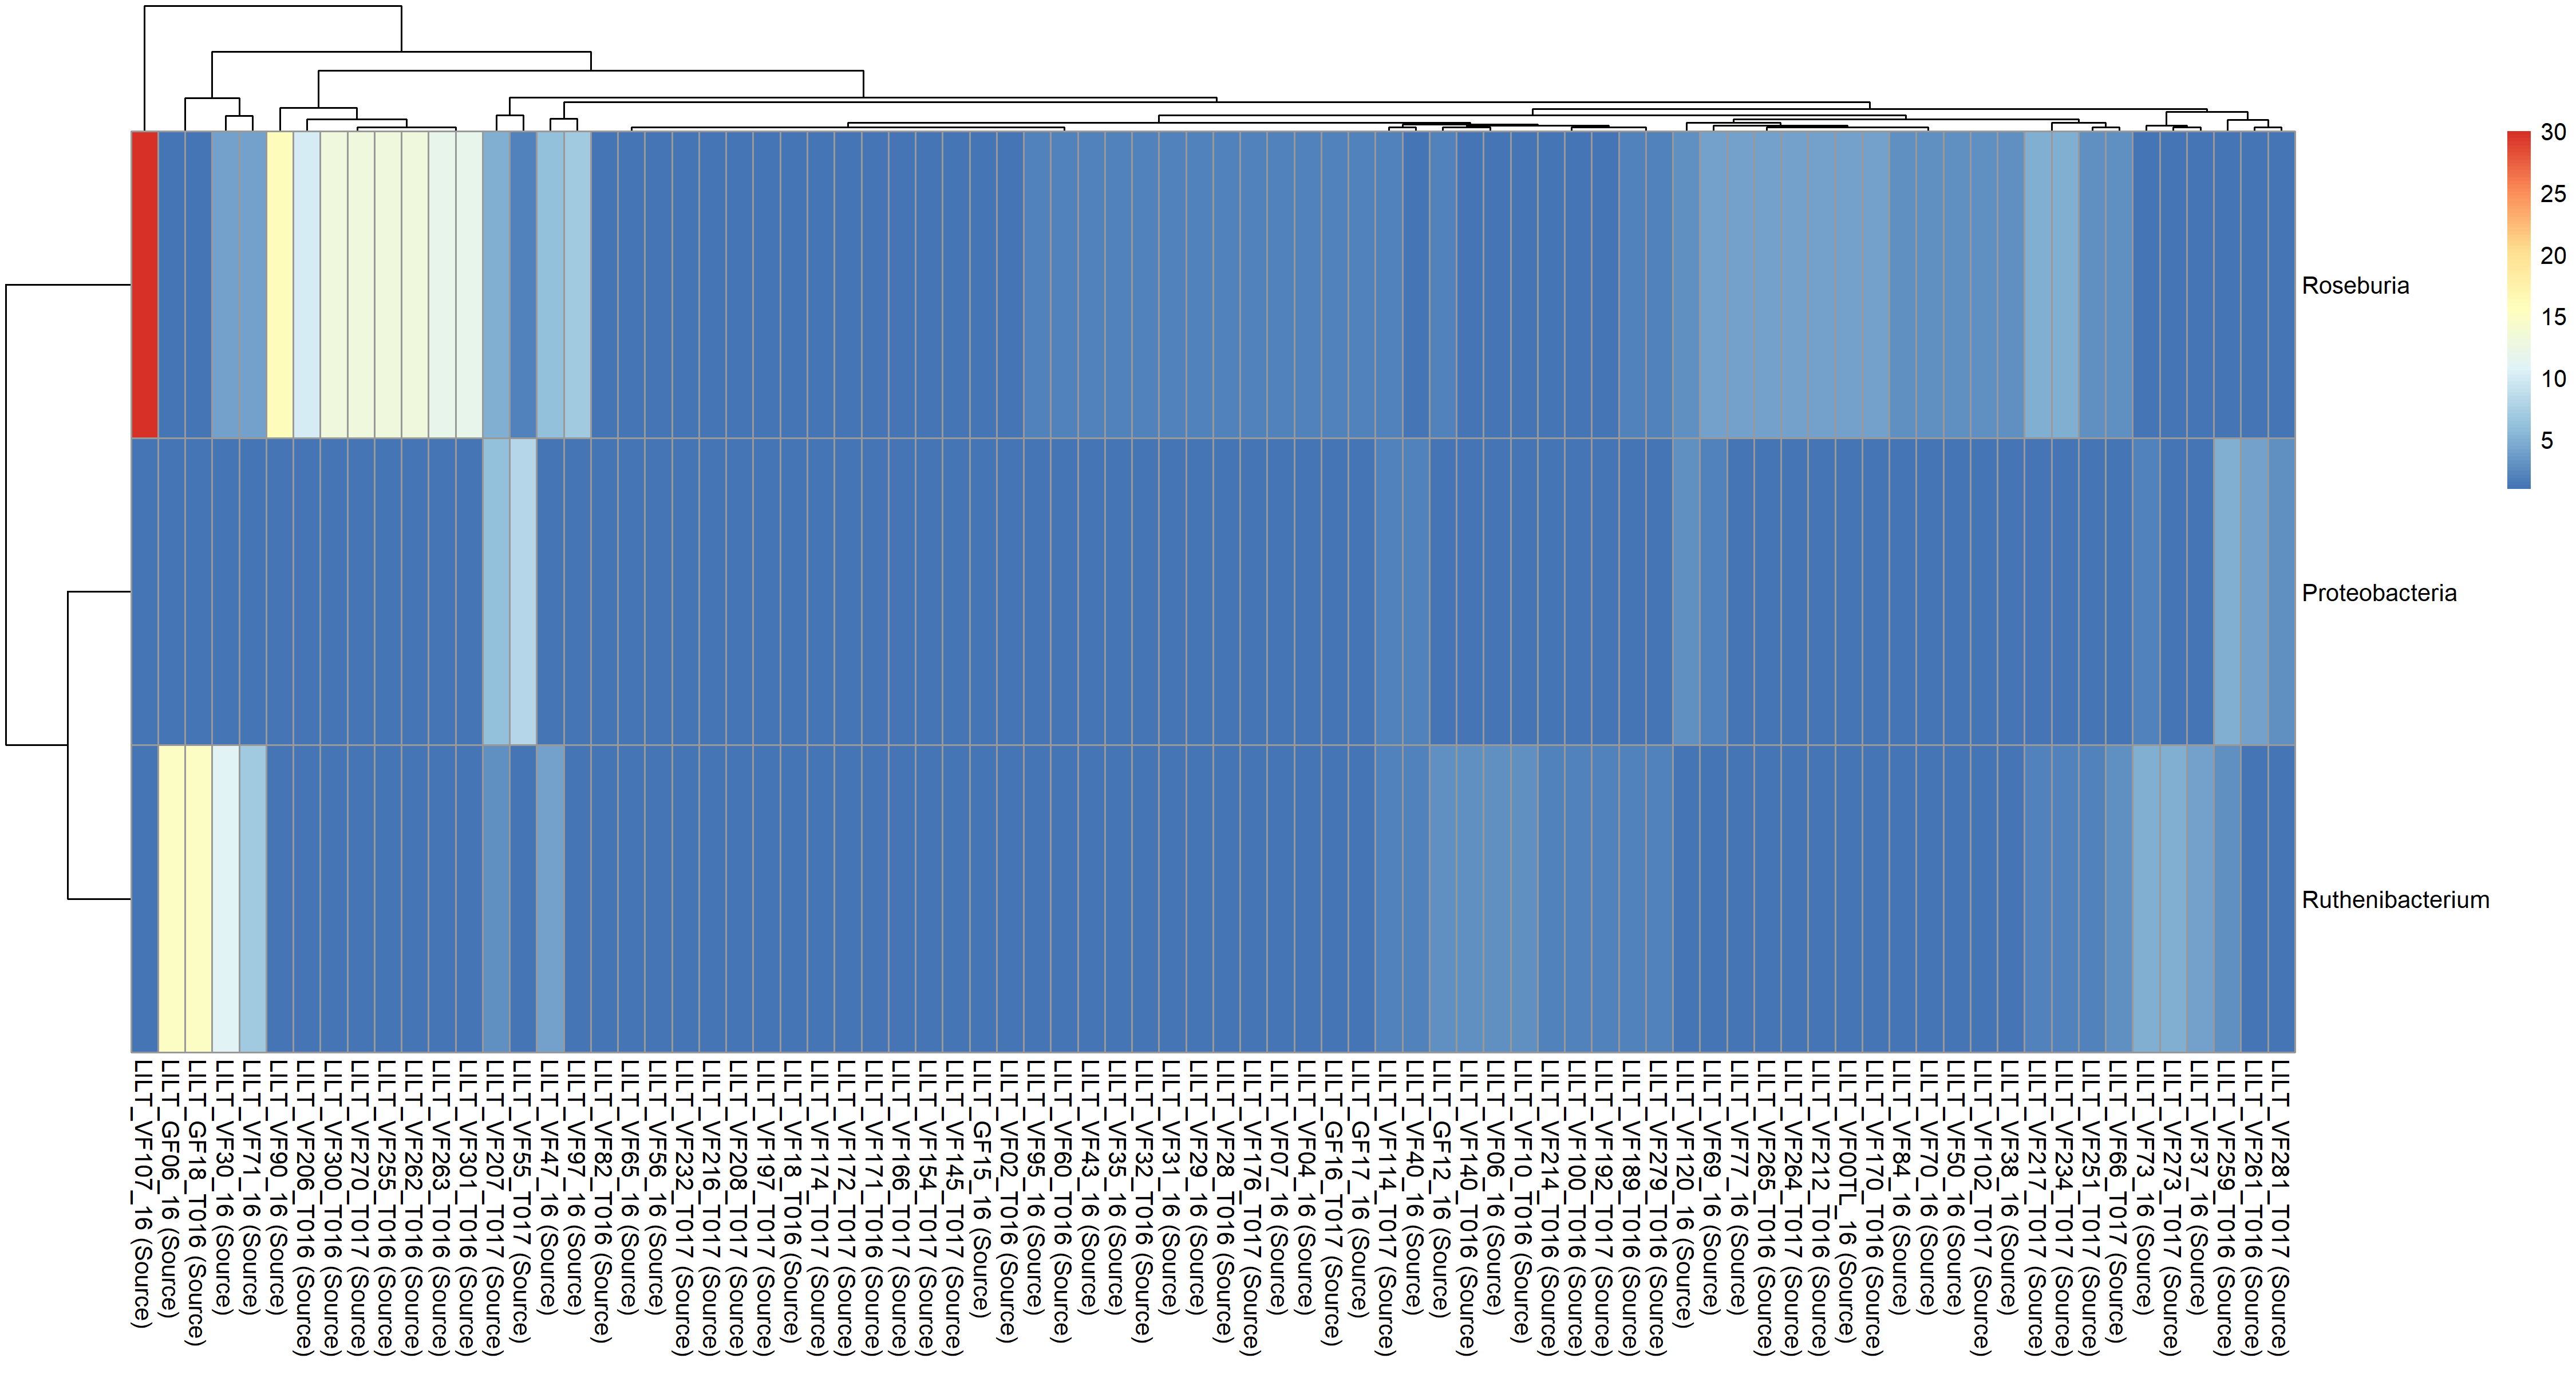 30
25
20
15
10
5
Roseburia
Proteobacteria
Ruthenibacterium
LILT_VF107_16 (Source)
LILT_GF06_16 (Source)
LILT_GF18_T016 (Source)
LILT_VF30_16 (Source)
LILT_VF71_16 (Source)
LILT_VF90_16 (Source)
LILT_VF206_T016 (Source)
LILT_VF300_T016 (Source)
LILT_VF270_T017 (Source)
LILT_VF255_T016 (Source)
LILT_VF262_T016 (Source)
LILT_VF263_T016 (Source)
LILT_VF301_T016 (Source)
LILT_VF207_T017 (Source)
LILT_VF55_T017 (Source)
LILT_VF47_16 (Source)
LILT_VF97_16 (Source)
LILT_VF82_T016 (Source)
LILT_VF65_16 (Source)
LILT_VF56_16 (Source)
LILT_VF232_T017 (Source)
LILT_VF216_T017 (Source)
LILT_VF208_T017 (Source)
LILT_VF197_T017 (Source)
LILT_VF18_T016 (Source)
LILT_VF174_T017 (Source)
LILT_VF172_T017 (Source)
LILT_VF171_T016 (Source)
LILT_VF166_T016 (Source)
LILT_VF154_T017 (Source)
LILT_VF145_T017 (Source)
LILT_GF15_16 (Source)
LILT_VF02_T016 (Source)
LILT_VF95_16 (Source)
LILT_VF60_T016 (Source)
LILT_VF43_16 (Source)
LILT_VF35_16 (Source)
LILT_VF32_T016 (Source)
LILT_VF31_16 (Source)
LILT_VF29_16 (Source)
LILT_VF28_T016 (Source)
LILT_VF176_T017 (Source)
LILT_VF07_16 (Source)
LILT_VF04_16 (Source)
LILT_GF16_T017 (Source)
LILT_GF17_16 (Source)
LILT_VF114_T017 (Source)
LILT_VF40_16 (Source)
LILT_GF12_16 (Source)
LILT_VF140_T016 (Source)
LILT_VF06_16 (Source)
LILT_VF10_T016 (Source)
LILT_VF214_T016 (Source)
LILT_VF100_T016 (Source)
LILT_VF192_T017 (Source)
LILT_VF189_T016 (Source)
LILT_VF279_T016 (Source)
LILT_VF120_16 (Source)
LILT_VF69_16 (Source)
LILT_VF77_16 (Source)
LILT_VF265_T016 (Source)
LILT_VF264_T017 (Source)
LILT_VF212_T016 (Source)
LILT_VF00TL_16 (Source)
LILT_VF170_T016 (Source)
LILT_VF84_16 (Source)
LILT_VF70_16 (Source)
LILT_VF50_16 (Source)
LILT_VF102_T017 (Source)
LILT_VF38_16 (Source)
LILT_VF217_T017 (Source)
LILT_VF234_T017 (Source)
LILT_VF251_T017 (Source)
LILT_VF66_T017 (Source)
LILT_VF73_16 (Source)
LILT_VF273_T017 (Source)
LILT_VF37_16 (Source)
LILT_VF259_T016 (Source)
LILT_VF261_T016 (Source)
LILT_VF281_T017 (Source)